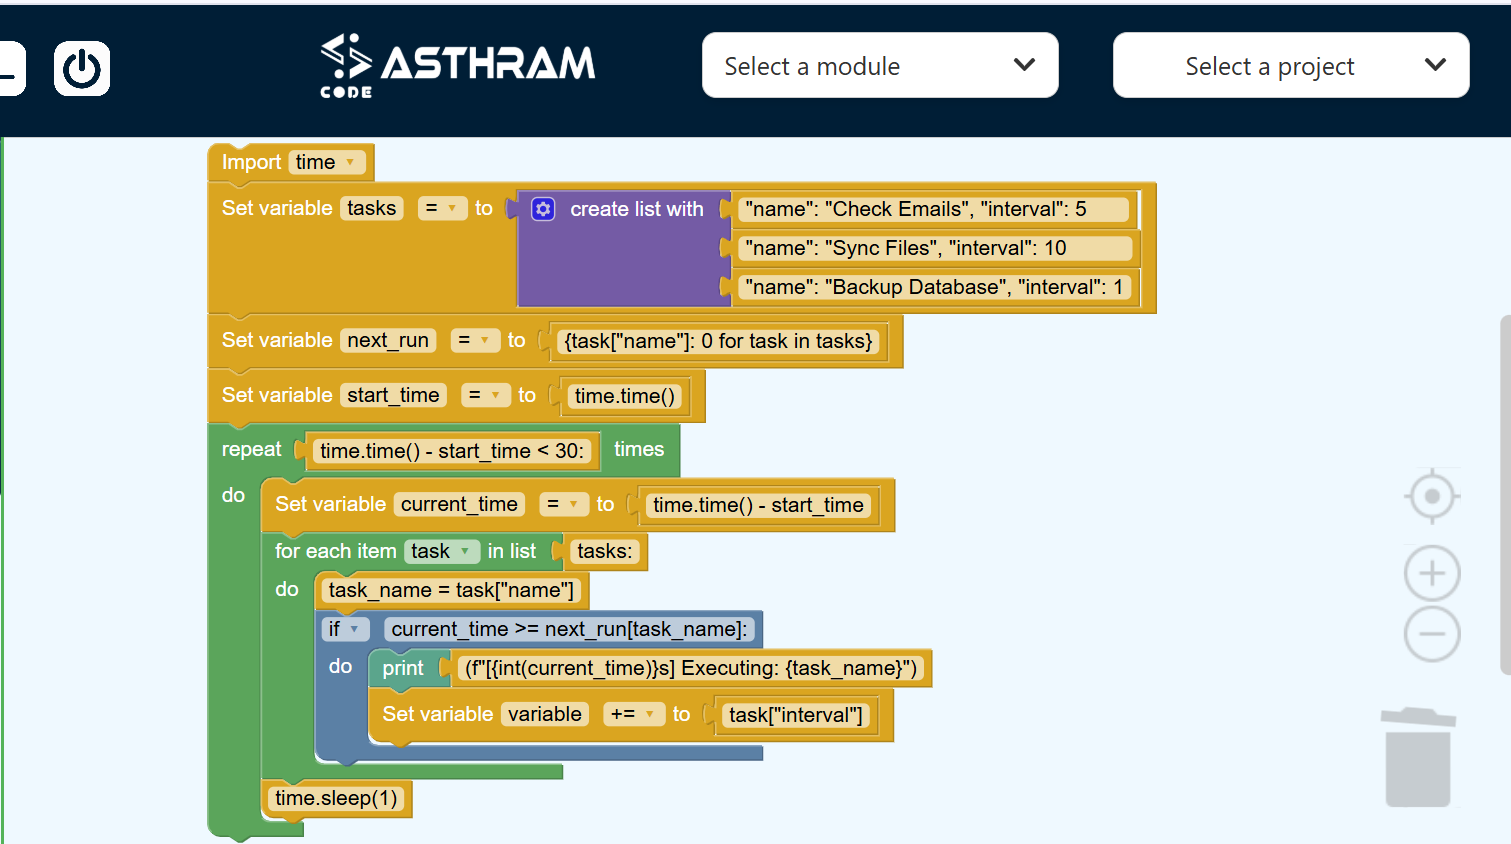 ASTHRAM
CODE
Select a module
Select a project
Import time
Set variable tasks = to create list with "name": "Check Emails", "interval": 5
"name": "Sync Files", "interval": 10
"name": "Backup Database", "interval": 1
Set variable next_run = to {task["name"]: 0 for task in tasks}
Set variable start_time = to time.time()
repeat time.time() - start_time < 30: times
do Set variable current_time = to time.time() - start_time
for each item task in list tasks:
do task_name = task["name"]
if current_time >= next_run[task_name]:
do print (f"[{int(current_time)}s] Executing: {task_name}")
Set variable variable += to task["interval"]
time.sleep(1)